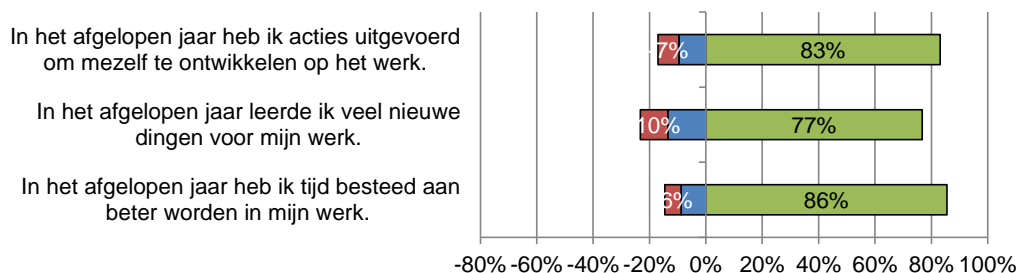 In het afgelopen jaar heb ik acties uitgevoerd
om mezelf te ontwikkelen op het werk.
-7%
83%
In het afgelopen jaar leerde ik veel nieuwe
dingen voor mijn werk.
10%
77%
In het afgelopen jaar heb ik tijd besteed aan
beter worden in mijn werk.
6%
86%
-80% -60% -40% -20% 0% 20% 40% 60% 80% 100%